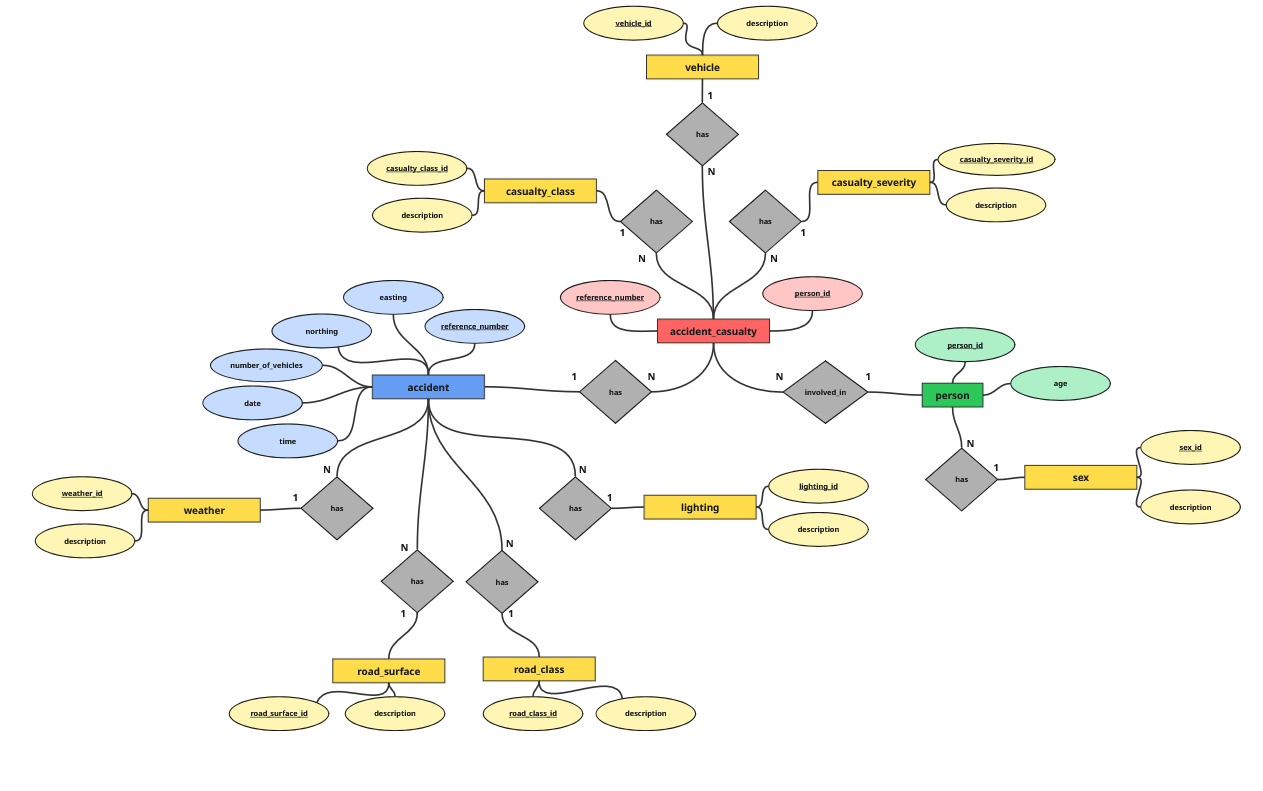 vehicle_id
description
vehicle
1
has
N
casualty_class_id
description
casualty_class
has
1
N
casualty_severity_id
description
casualty_severity
has
1
N
reference_number
person_id
accident_casualty
easting
northing
reference_number
number_of_vehicles
date
time
accident
1
has
N
N
involved_in
1
person_id
age
person
N
has
1
sex
sex_id
description
weather_id
description
weather
1
N
has
N
has
1
lighting
lighting_id
description
N
has
1
road_surface
road_surface_id
description
N
has
1
road_class
road_class_id
description